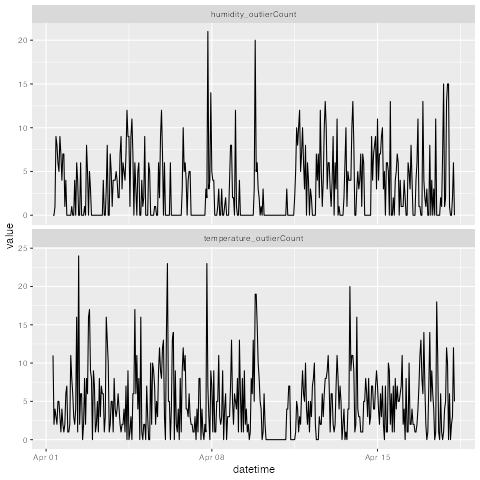 humidity_outlierCount
20
15
10
5
0
value
temperature_outlierCount
25
20
15
10
5
0
Apr 01 Apr 08 Apr 15
datetime